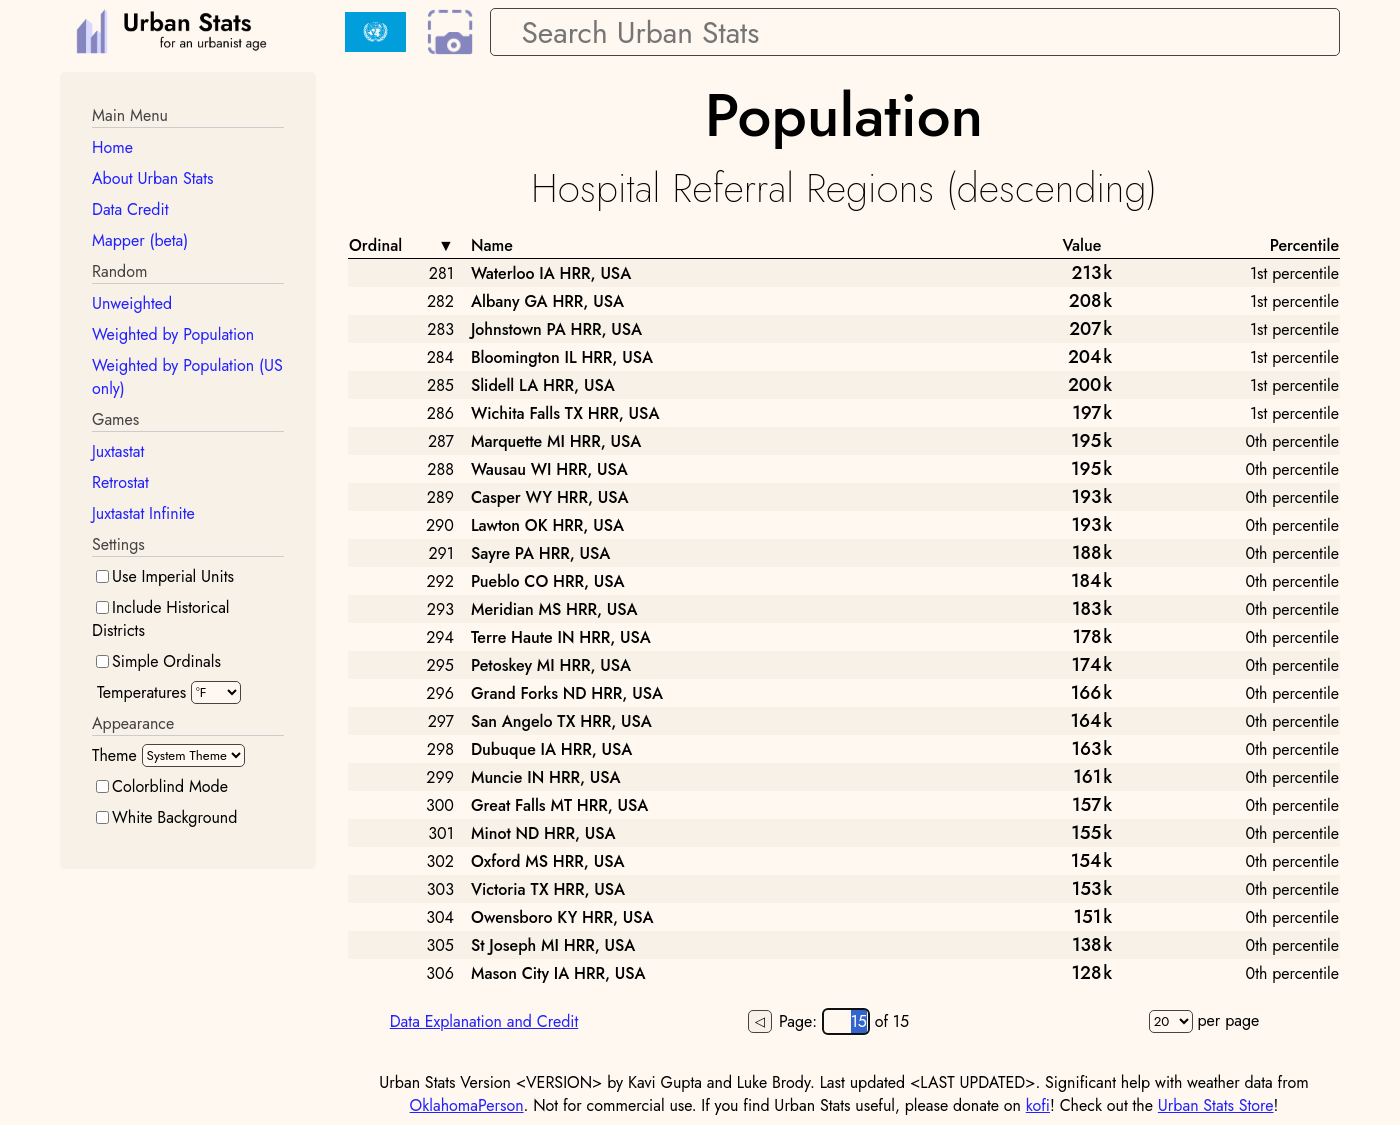 Urban Stats
for an urbanist age
Search Urban Stats
Main Menu
Home
About Urban Stats
Data Credit
Mapper (beta)
Random
Unweighted
Weighted by Population
Weighted by Population (US
only)
Games
Juxtastat
Retrostat
Juxtastat Infinite
Settings
Use Imperial Units
Include Historical
Districts
Simple Ordinals
Temperatures °F
Appearance
Theme System Theme
Colorblind Mode
White Background
Population
Hospital Referral Regions (descending)
Ordinal ▼ Name Value Percentile
281 Waterloo IA HRR, USA 213k 1st percentile
282 Albany GA HRR, USA 208k 1st percentile
283 Johnstown PA HRR, USA 207k 1st percentile
284 Bloomington IL HRR, USA 204k 1st percentile
285 Slidell LA HRR, USA 200k 1st percentile
286 Wichita Falls TX HRR, USA 197k 1st percentile
287 Marquette MI HRR, USA 195k 0th percentile
288 Wausau WI HRR, USA 195k 0th percentile
289 Casper WY HRR, USA 193k 0th percentile
290 Lawton OK HRR, USA 193k 0th percentile
291 Sayre PA HRR, USA 188k 0th percentile
292 Pueblo CO HRR, USA 184k 0th percentile
293 Meridian MS HRR, USA 183k 0th percentile
294 Terre Haute IN HRR, USA 178k 0th percentile
295 Petoskey MI HRR, USA 174k 0th percentile
296 Grand Forks ND HRR, USA 166k 0th percentile
297 San Angelo TX HRR, USA 164k 0th percentile
298 Dubuque IA HRR, USA 163k 0th percentile
299 Muncie IN HRR, USA 161k 0th percentile
300 Great Falls MT HRR, USA 157k 0th percentile
301 Minot ND HRR, USA 155k 0th percentile
302 Oxford MS HRR, USA 154k 0th percentile
303 Victoria TX HRR, USA 153k 0th percentile
304 Owensboro KY HRR, USA 151k 0th percentile
305 St Joseph MI HRR, USA 138k 0th percentile
306 Mason City IA HRR, USA 128k 0th percentile
Data Explanation and Credit ◁ Page: 15 of 15 20 per page
Urban Stats Version <VERSION> by Kavi Gupta and Luke Brody. Last updated <LAST UPDATED>. Significant help with weather data from
OklahomaPerson. Not for commercial use. If you find Urban Stats useful, please donate on kofi! Check out the Urban Stats Store!